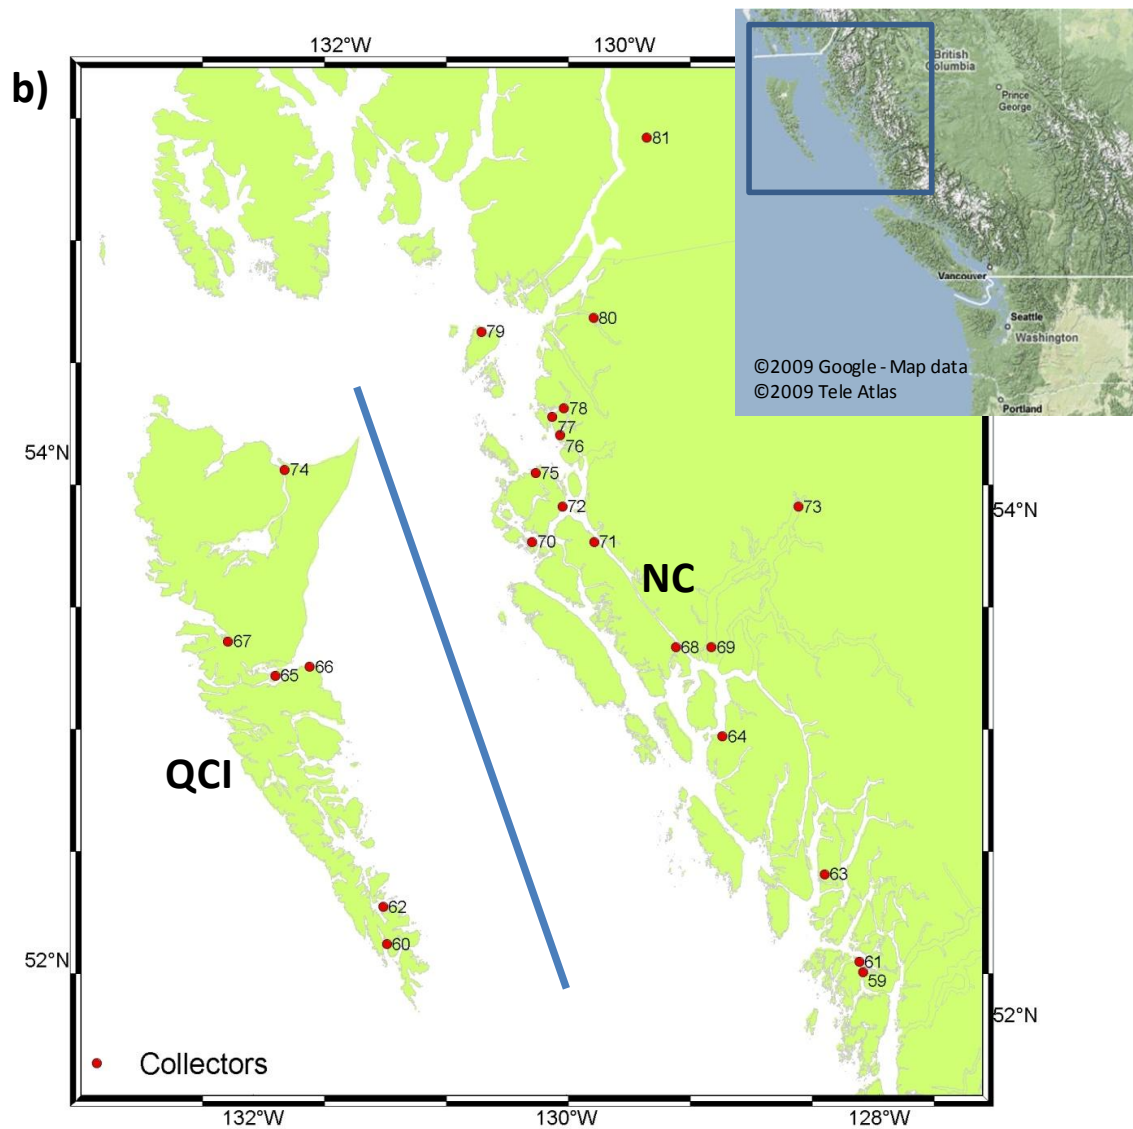 132°W
130°W
b)
81
British
Columbia
Prince
George
Vancouver
Seattle
Washington
©2009 Google - Map data
©2009 Tele Atlas
Portland
80
79
78
77
76
54°N
75
74
72
73
54°N
70
71
NC
67
68
69
66
65
64
QCI
63
62
60
61
59
52°N
52°N
Collectors
132°W
130°W
128°W